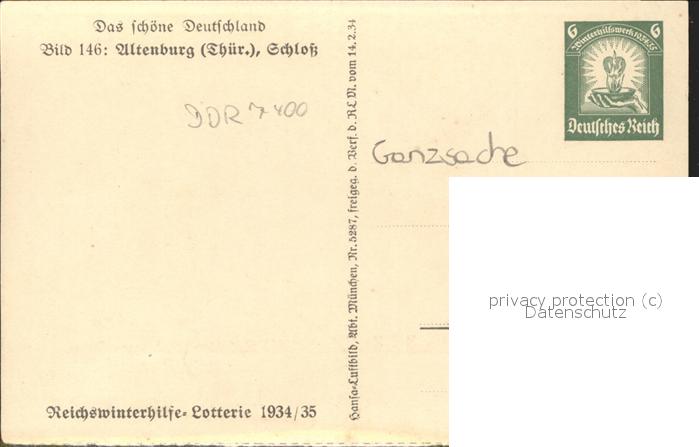 Das schöne Deutschland
Bild 146: Altenburg (Thür.), Schloß
DDR 7400
Reichswinterhilfe-Lotterie 1934/35
Hansa-Luftbild, Abt. München, Nr. 5287, freigeg. d. Verf. d. RLM. vom 14.2.34
6 6
Winterhilfswerk 1934/35
Deutsches Reich
Ganzsache
privacy protection (c)
Datenschutz